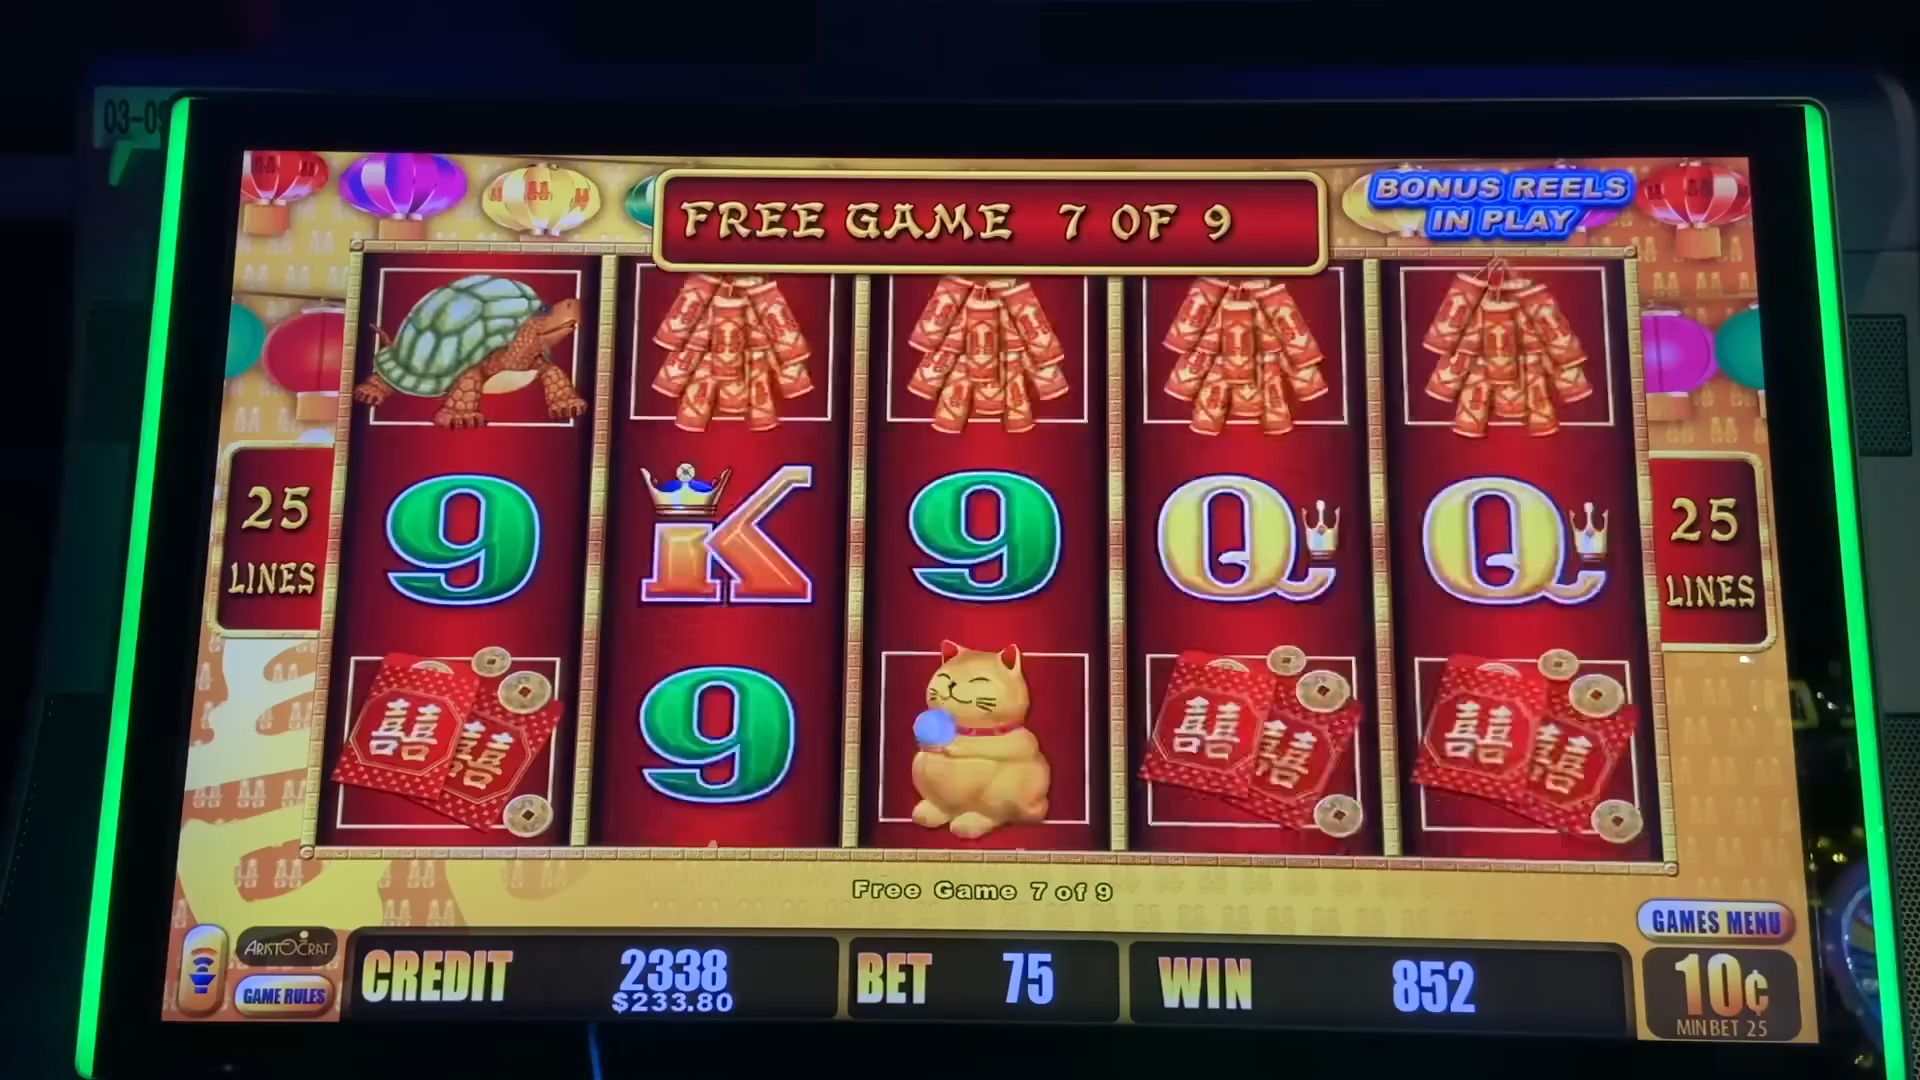 03-09
FREE GAME 7 OF 9
BONUS REELS
IN PLAY
25
LINES
9
K
9
Q
Q
25
LINES
囍
囍
9
囍
囍
囍
囍
Free Game 7 of 9
GAMES MENU
ARISTOCRAT
GAME RULES
CREDIT
2338
$233.80
BET
75
WIN
852
10¢
MIN BET 25